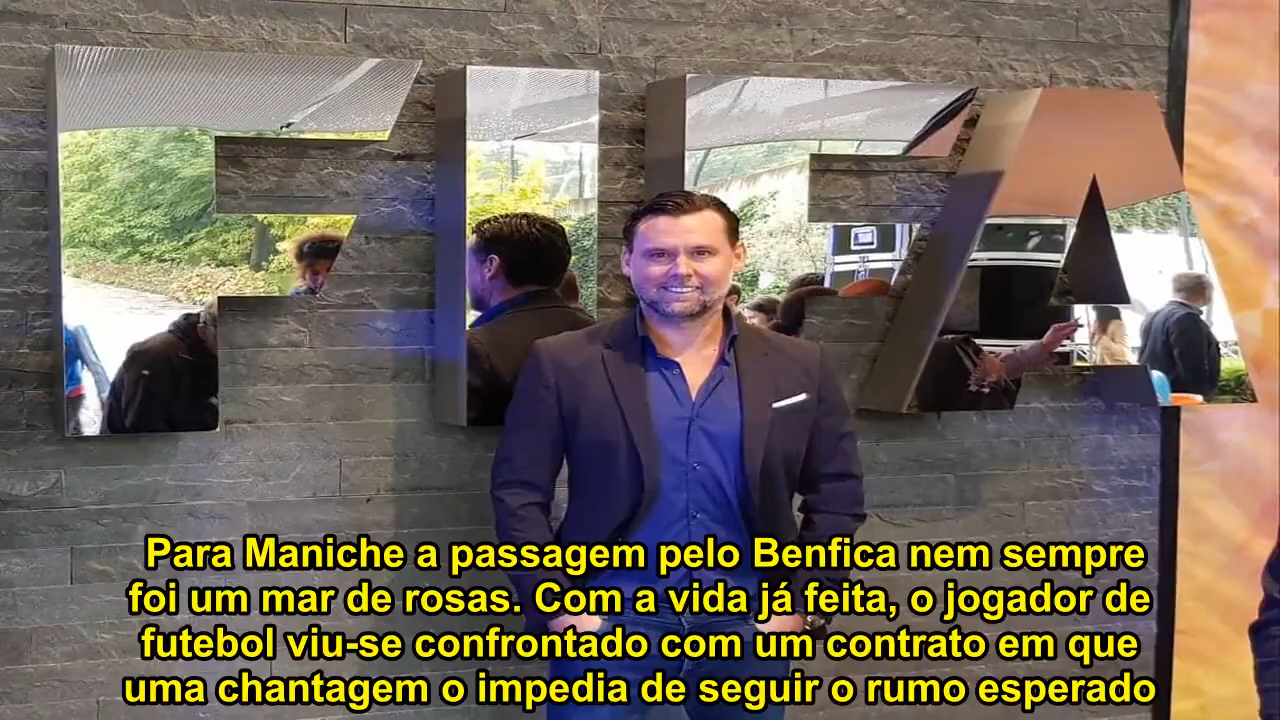 FIFA
Para Maniche a passagem pelo Benfica nem sempre
foi um mar de rosas. Com a vida já feita, o jogador de
futebol viu-se confrontado com um contrato em que
uma chantagem o impedia de seguir o rumo esperado